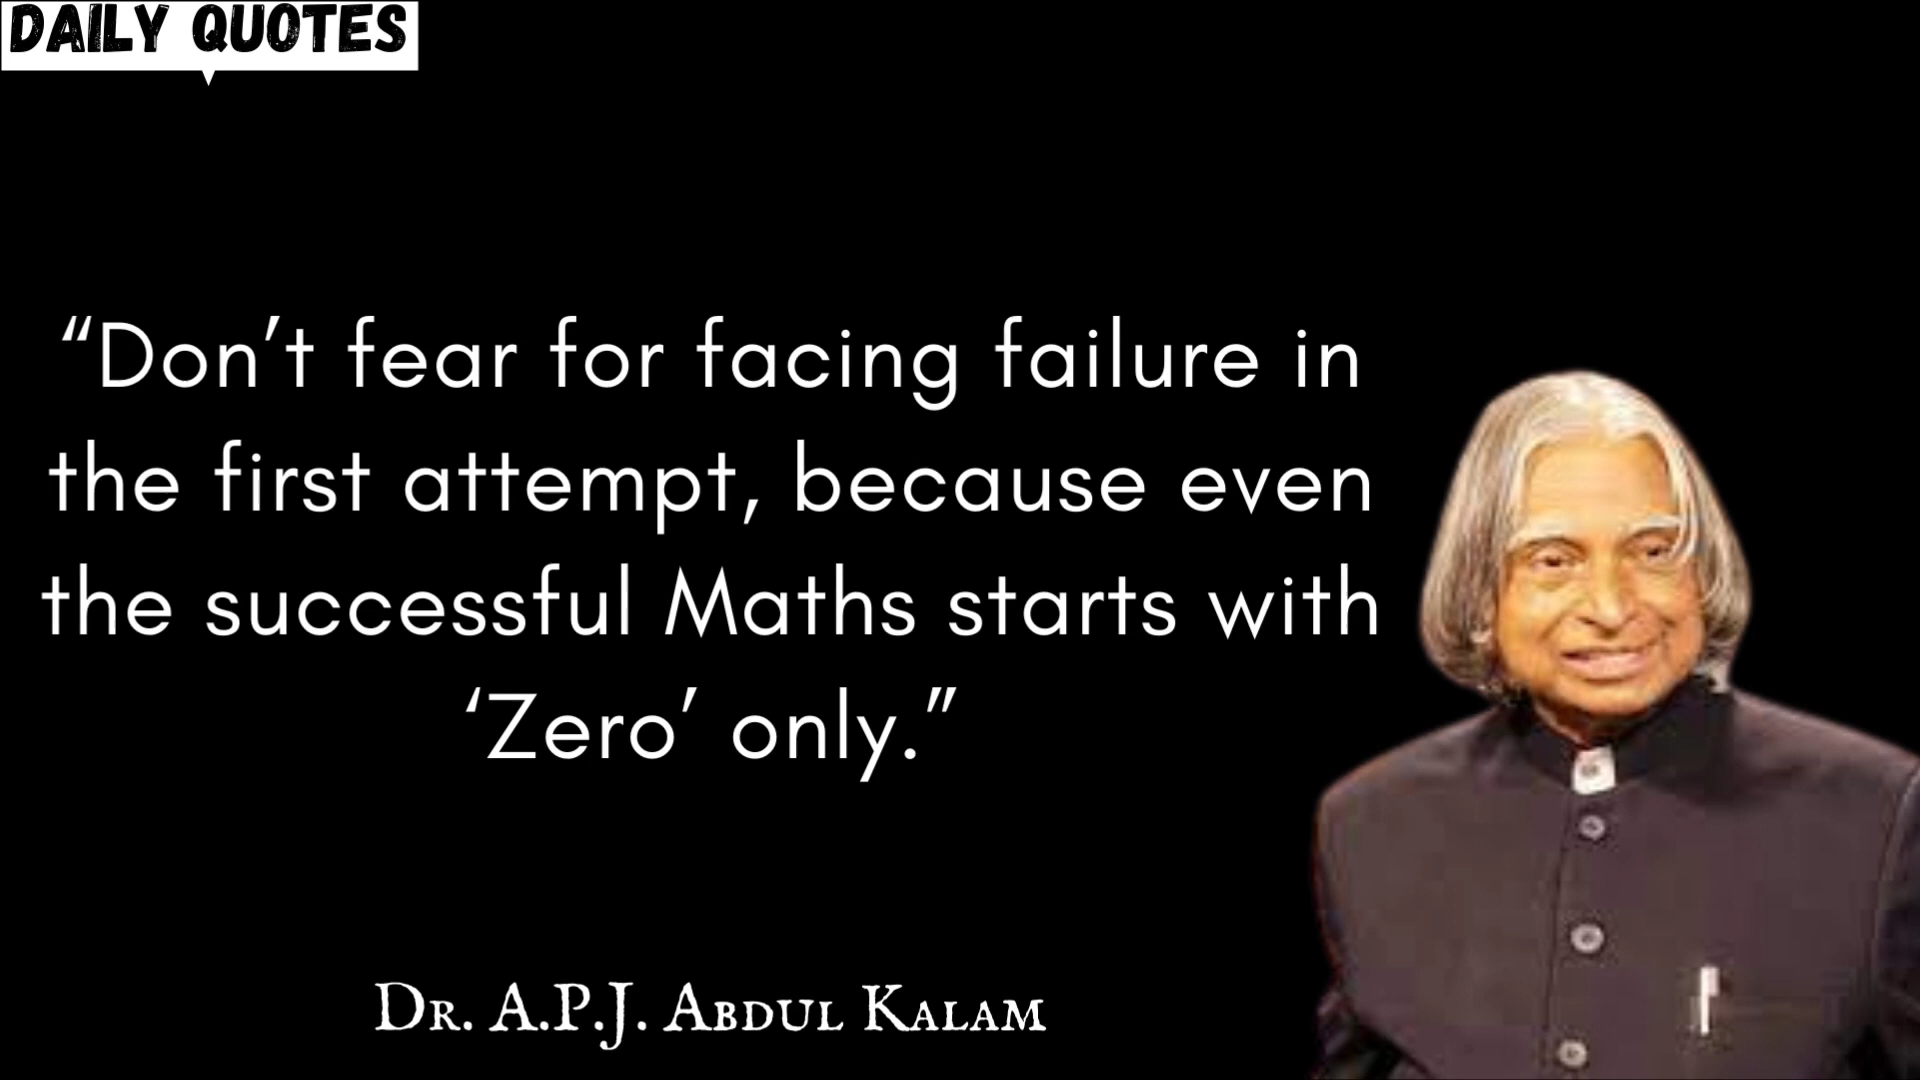 DAILY QUOTES
“Don’t fear for facing failure in
the first attempt, because even
the successful Maths starts with
‘Zero’ only.”
Dr. A.P.J. Abdul Kalam